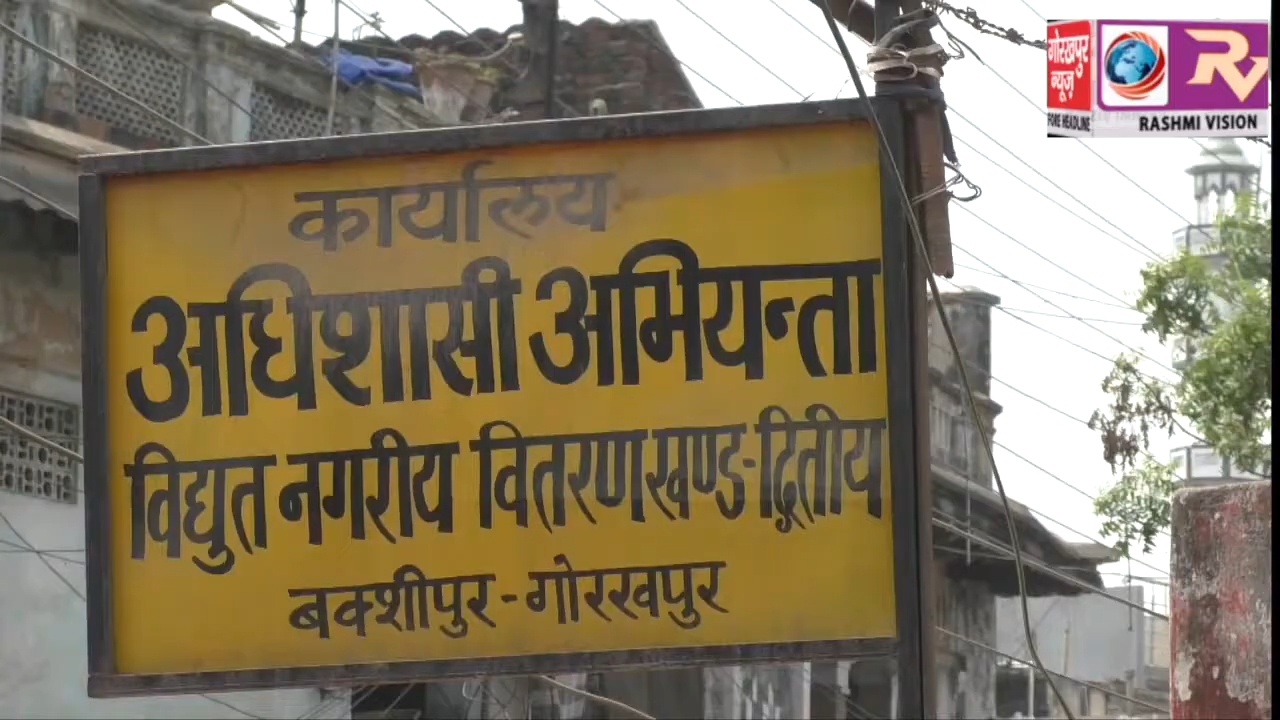 कार्यालय
अधिशासी अभियन्ता
विद्युत नगरीय वितरण खण्ड-द्वितीय
बक्शीपुर-गोरखपुर
गोरखपुर
न्यूज़
FORE HEADLINE
RV
RASHMI VISION